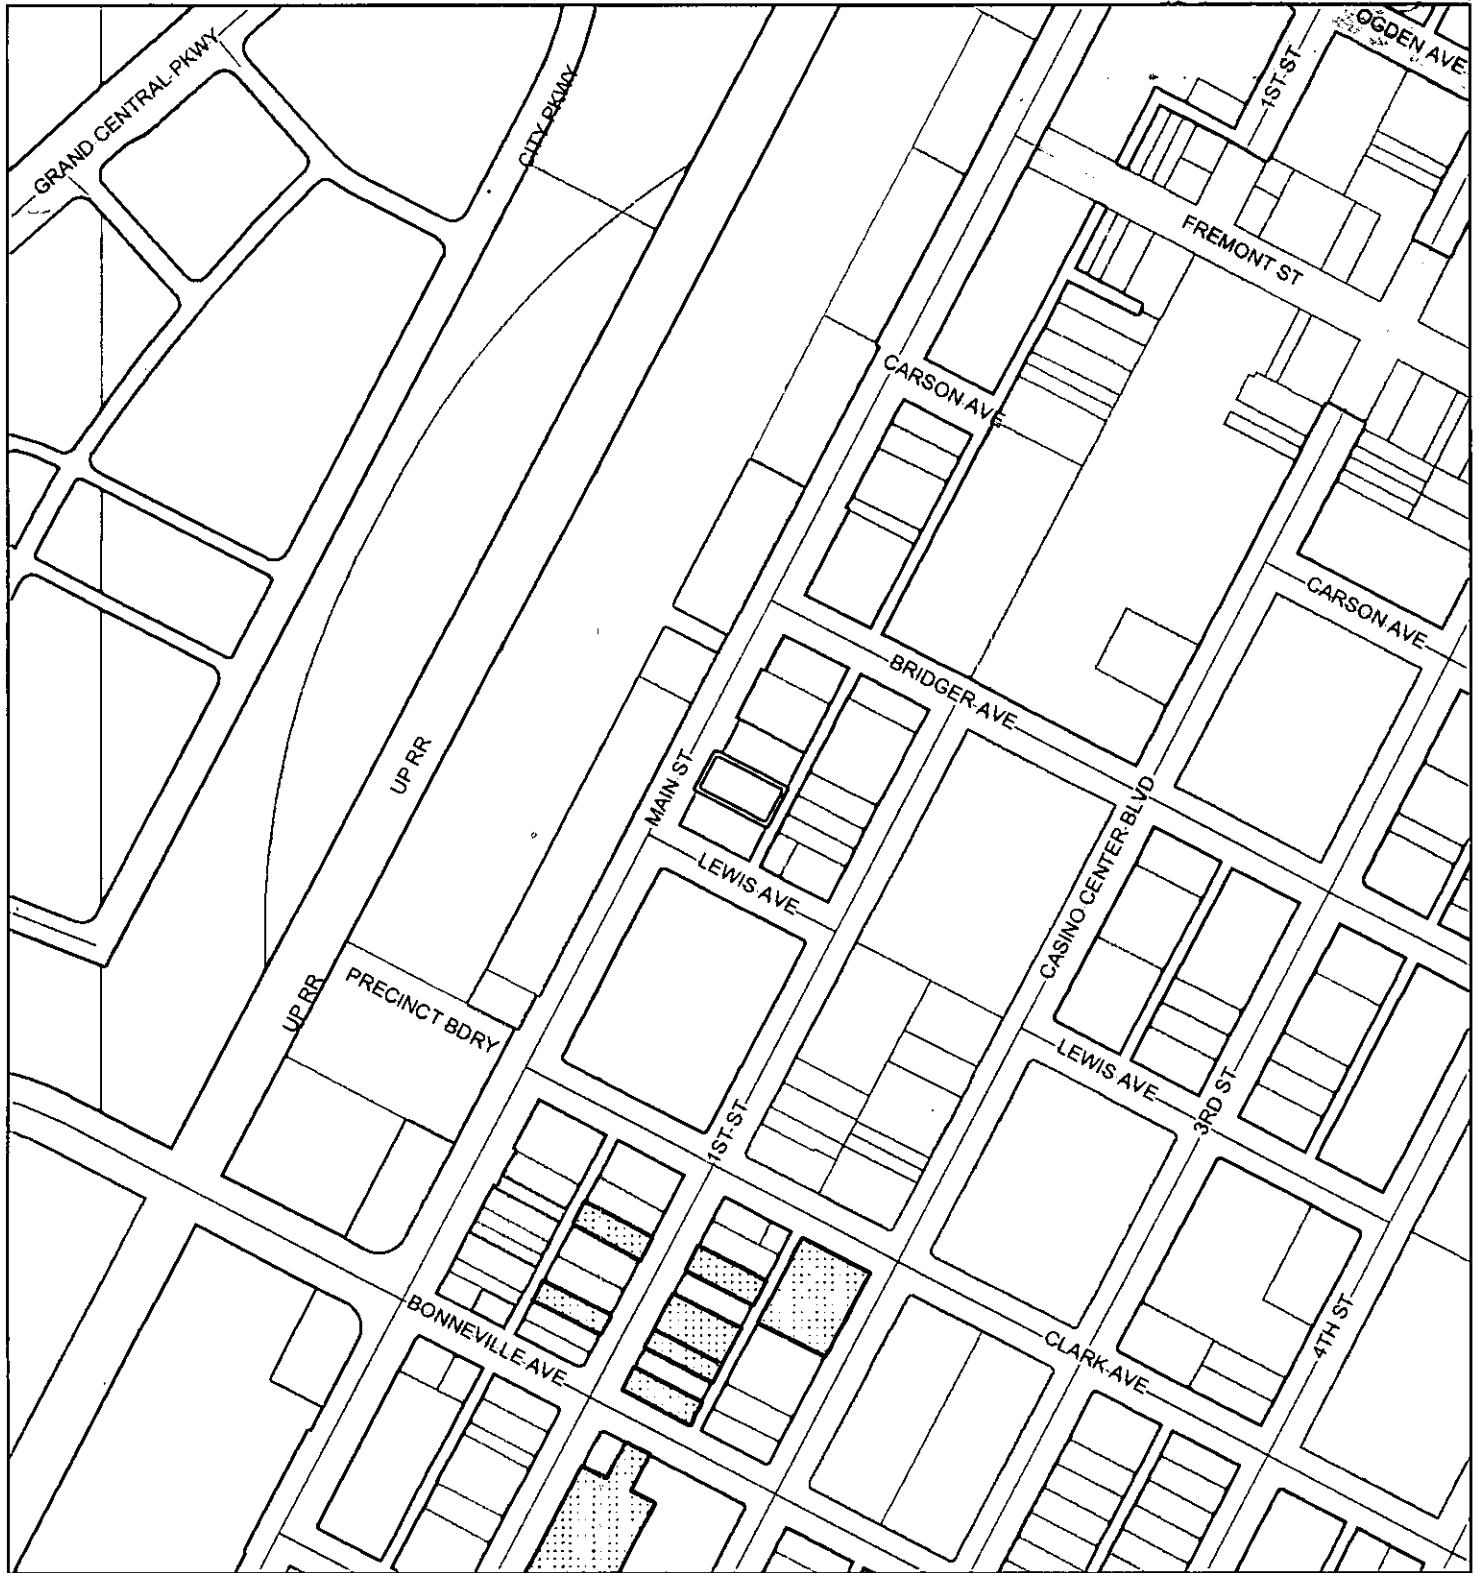 OGDEN AVE
1ST ST
GRAND CENTRAL PKWY
CITY PKWY
FREMONT ST
CARSON AVE
CARSON AVE
BRIDGER AVE
UP RR
MAIN ST
CASINO CENTER BLVD
LEWIS AVE
UP RR
PRECINCT BDRY
LEWIS AVE
3RD ST
1ST ST
BONNEVILLE AVE
CLARK AVE
4TH ST